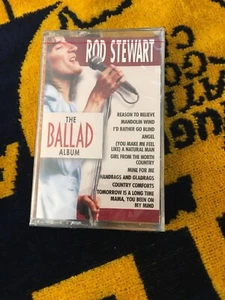 ROD STEWART
THE
BALLAD
ALBUM
REASON TO BELIEVE
MANDOLIN WIND
I'D RATHER GO BLIND
ANGEL
(YOU MAKE ME FEEL
LIKE) A NATURAL MAN
GIRL FROM THE NORTH
COUNTRY
MINE FOR ME
HANDBAGS AND GLADRAGS
COUNTRY COMFORTS
TOMORROW IS A LONG TIME
MAMA, YOU BEEN ON
MY MIND